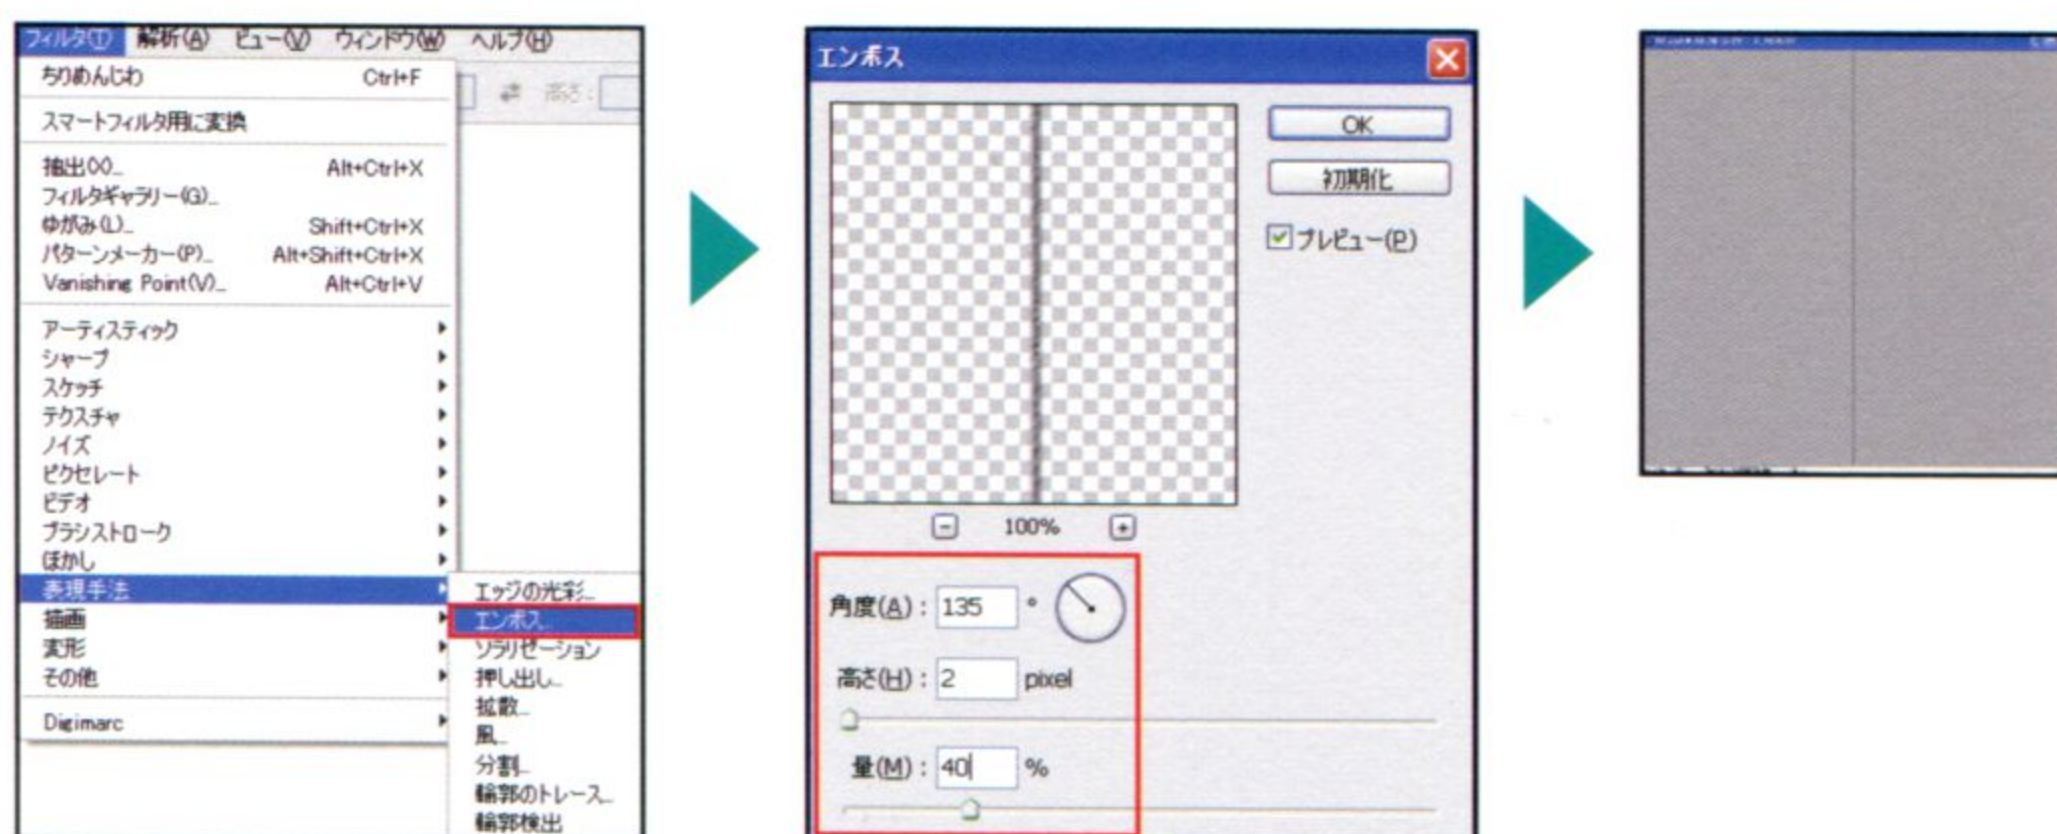 フィルタ(T) 解析(A) ビュー(V) ウィンドウ(W) ヘルプ(H)
ちりめんじわ Ctrl+F
高さ:
スマートフィルタ用に変換
抽出(X)... Alt+Ctrl+X
フィルタギャラリー(G)...
ゆがみ(L)... Shift+Ctrl+X
パターンメーカー(P)... Alt+Shift+Ctrl+X
Vanishing Point(V)... Alt+Ctrl+V
アーティスティック
シャープ
スケッチ
テクスチャ
ノイズ
ピクセレート
ビデオ
ブラシストローク
ぼかし
表現手法
描画
変形
その他
Digimarc
エッジの光彩...
エンボス...
ソラリゼーション
押し出し...
拡散...
風...
分割...
輪郭のトレース...
輪郭検出
エンボス
OK
初期化
プレビュー(P)
100%
角度(A): 135 °
高さ(H): 2 pixel
量(M): 40 %